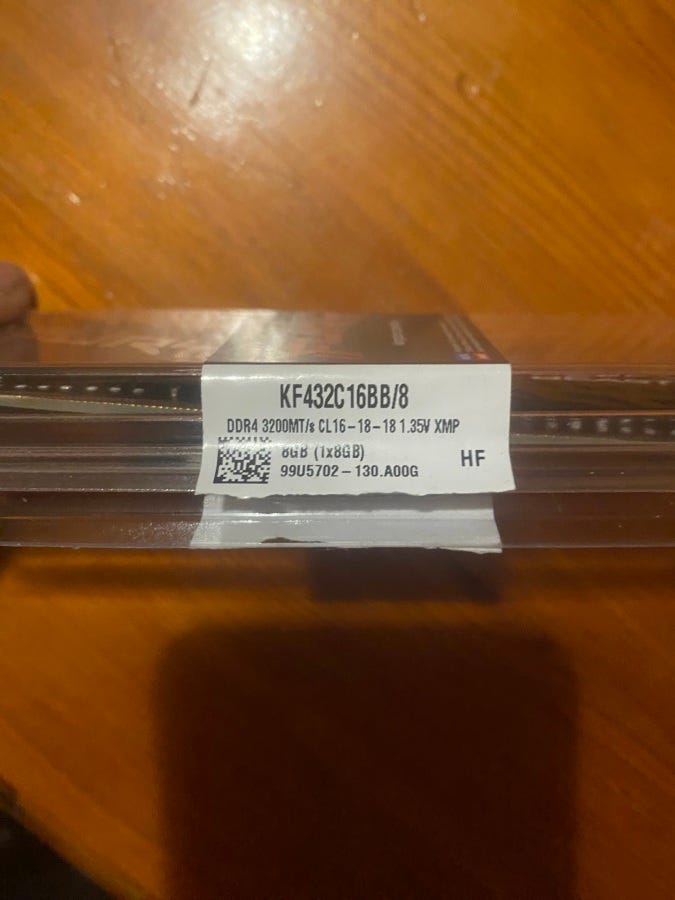 KF432C16BB/8
DDR4 3200MT/s CL16-18-18 1.35V XMP
8GB (1x8GB)
99U5702-130.A00G
HF